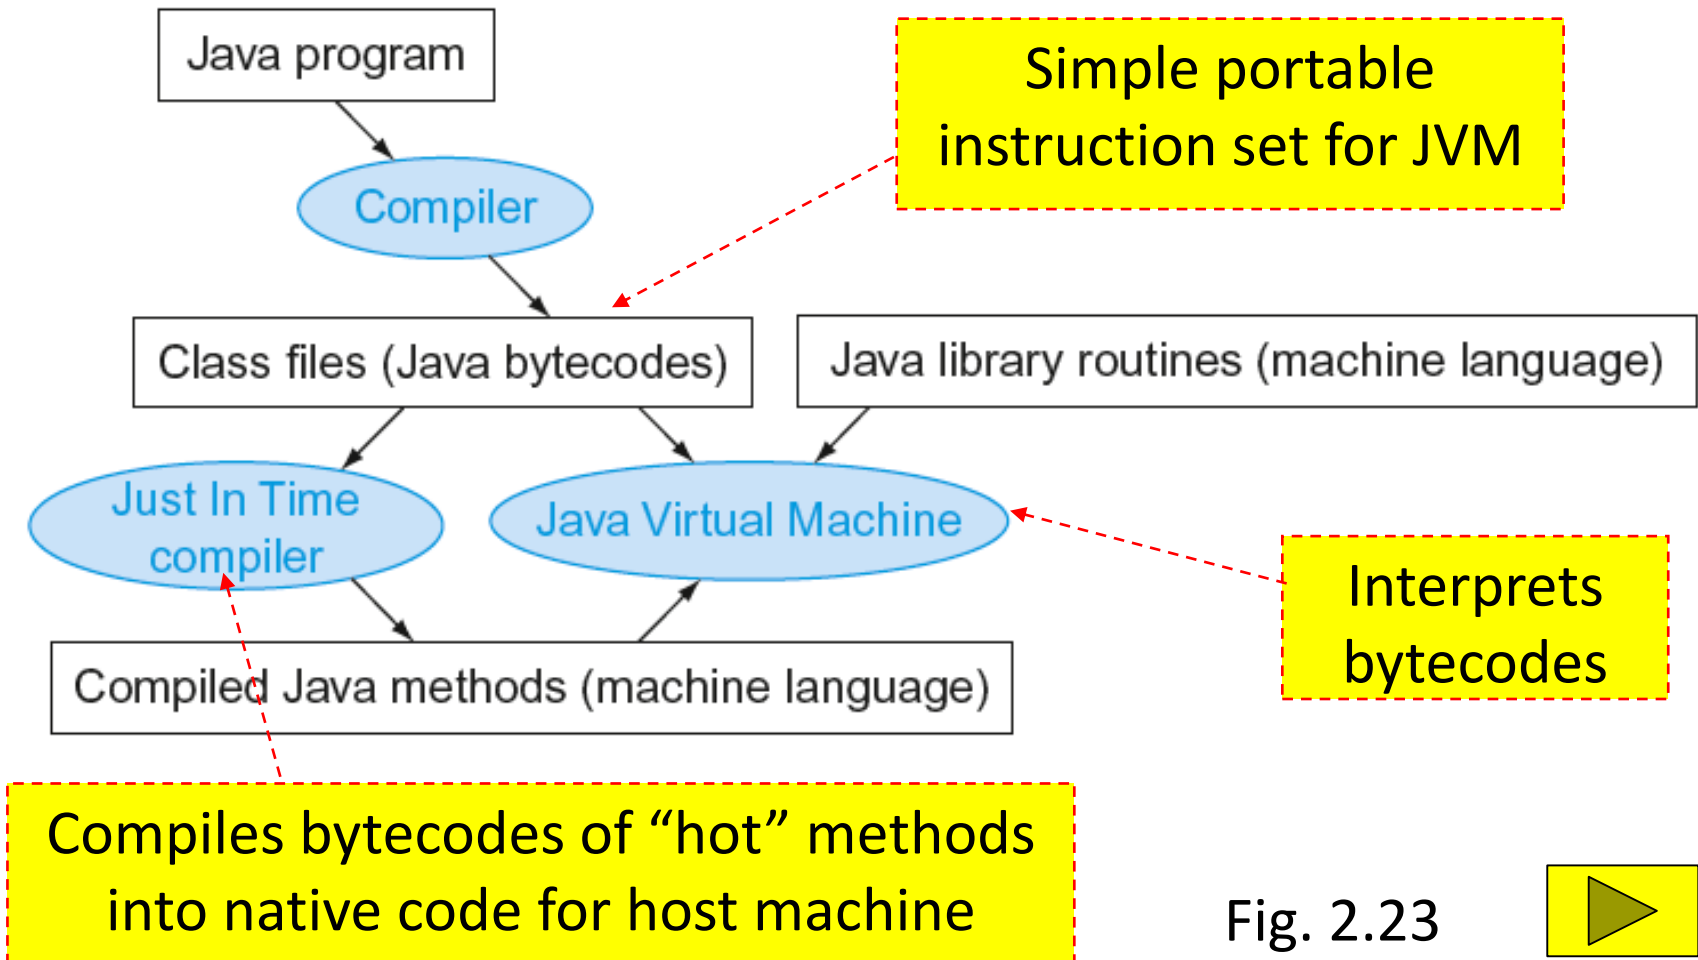 Java program
Simple portable
instruction set for JVM
Compiler
Class files (Java bytecodes)
Java library routines (machine language)
Just In Time
compiler
Java Virtual Machine
Interprets
bytecodes
Compiled Java methods (machine language)
Compiles bytecodes of “hot” methods
into native code for host machine
Fig. 2.23